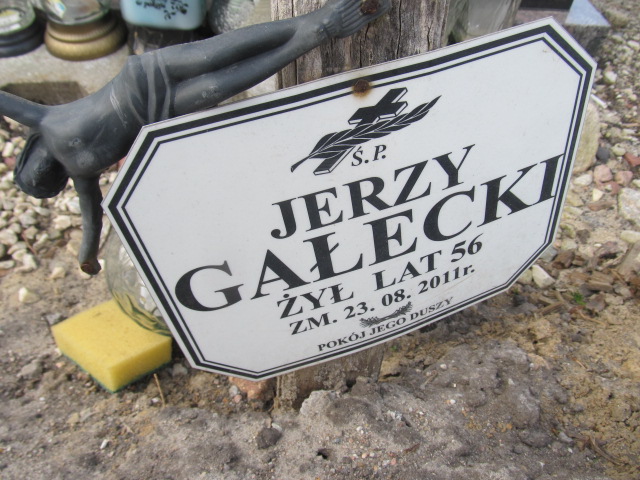 Ś.P.
JERZY
GAŁECKI
ŻYŁ LAT 56
ZM. 23. 08. 2011r.
POKÓJ JEGO DUSZY